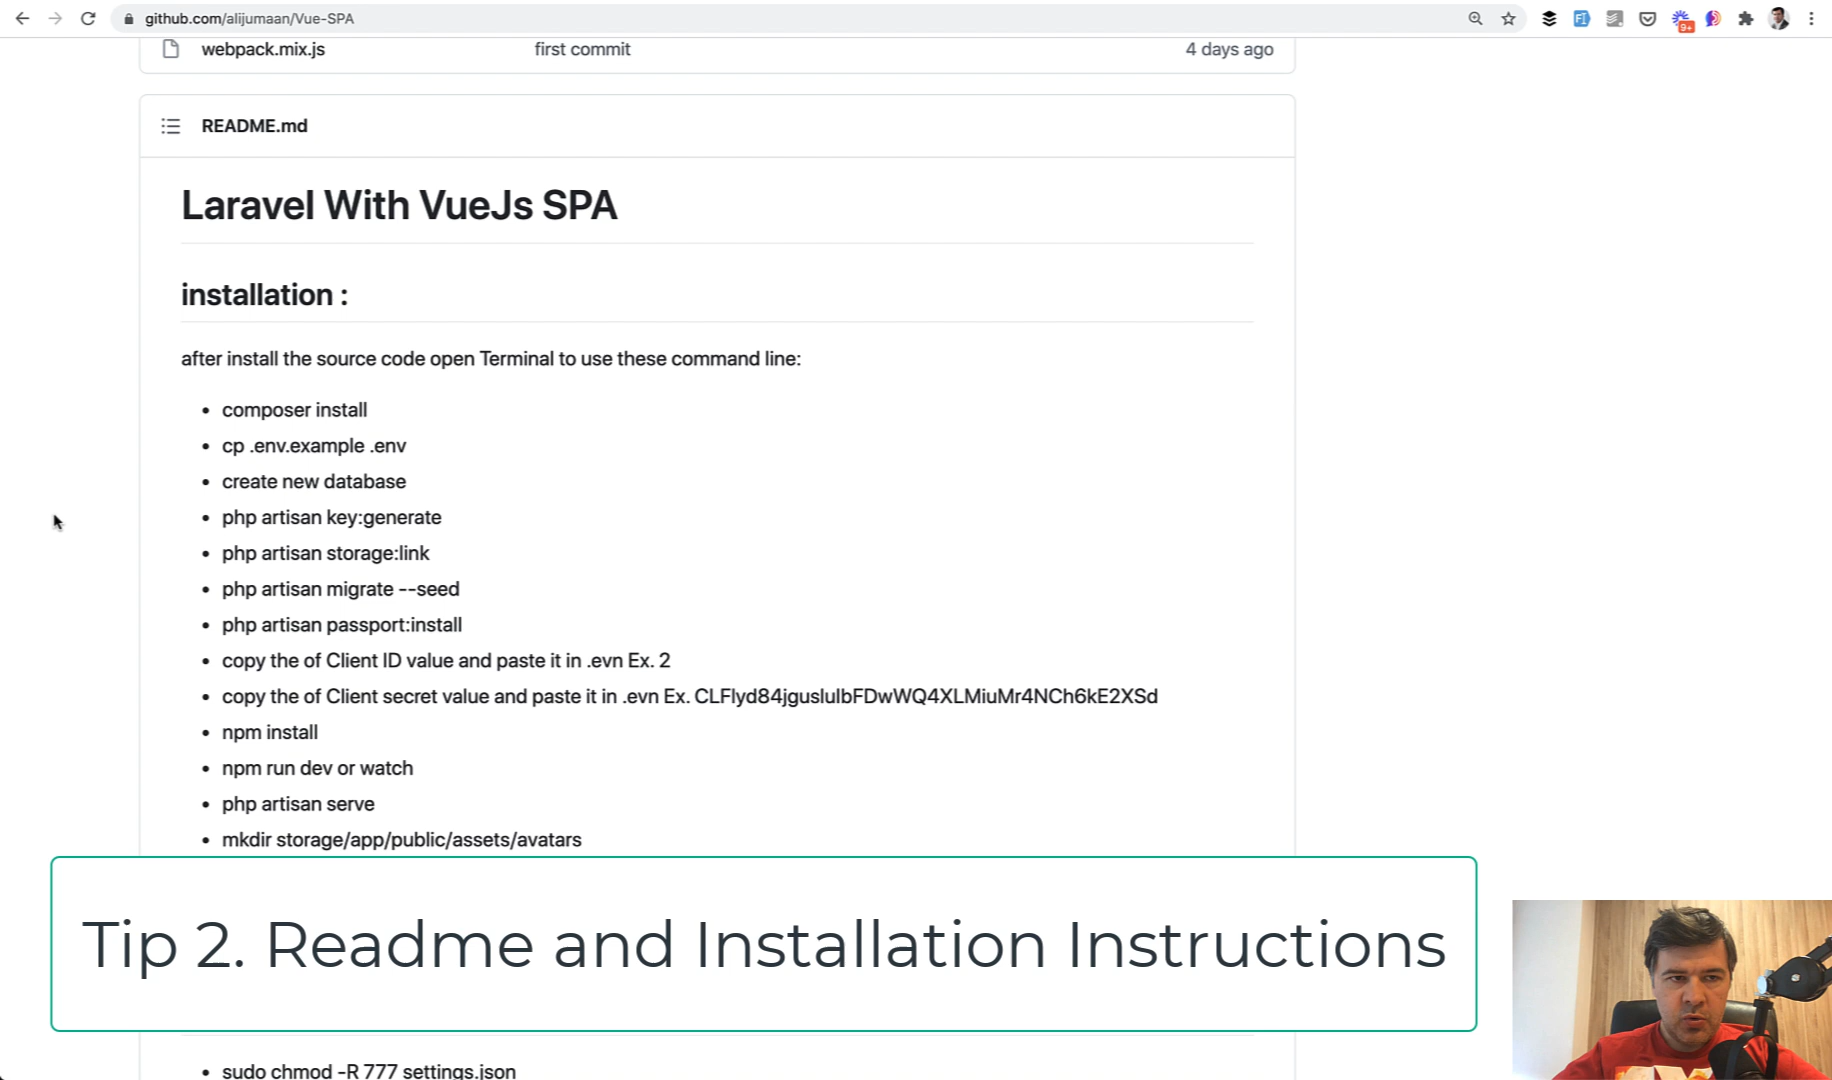 github.com/alijumaan/Vue-SPA
9+
webpack.mix.js first commit 4 days ago
README.md
Laravel With VueJs SPA
installation :
after install the source code open Terminal to use these command line:
• composer install
• cp .env.example .env
• create new database
• php artisan key:generate
• php artisan storage:link
• php artisan migrate --seed
• php artisan passport:install
• copy the of Client ID value and paste it in .evn Ex. 2
• copy the of Client secret value and paste it in .evn Ex. CLFlyd84jguslulbFDwWQ4XLMiuMr4NCh6kE2XSd
• npm install
• npm run dev or watch
• php artisan serve
• mkdir storage/app/public/assets/avatars
Tip 2. Readme and Installation Instructions
• sudo chmod -R 777 settings.json